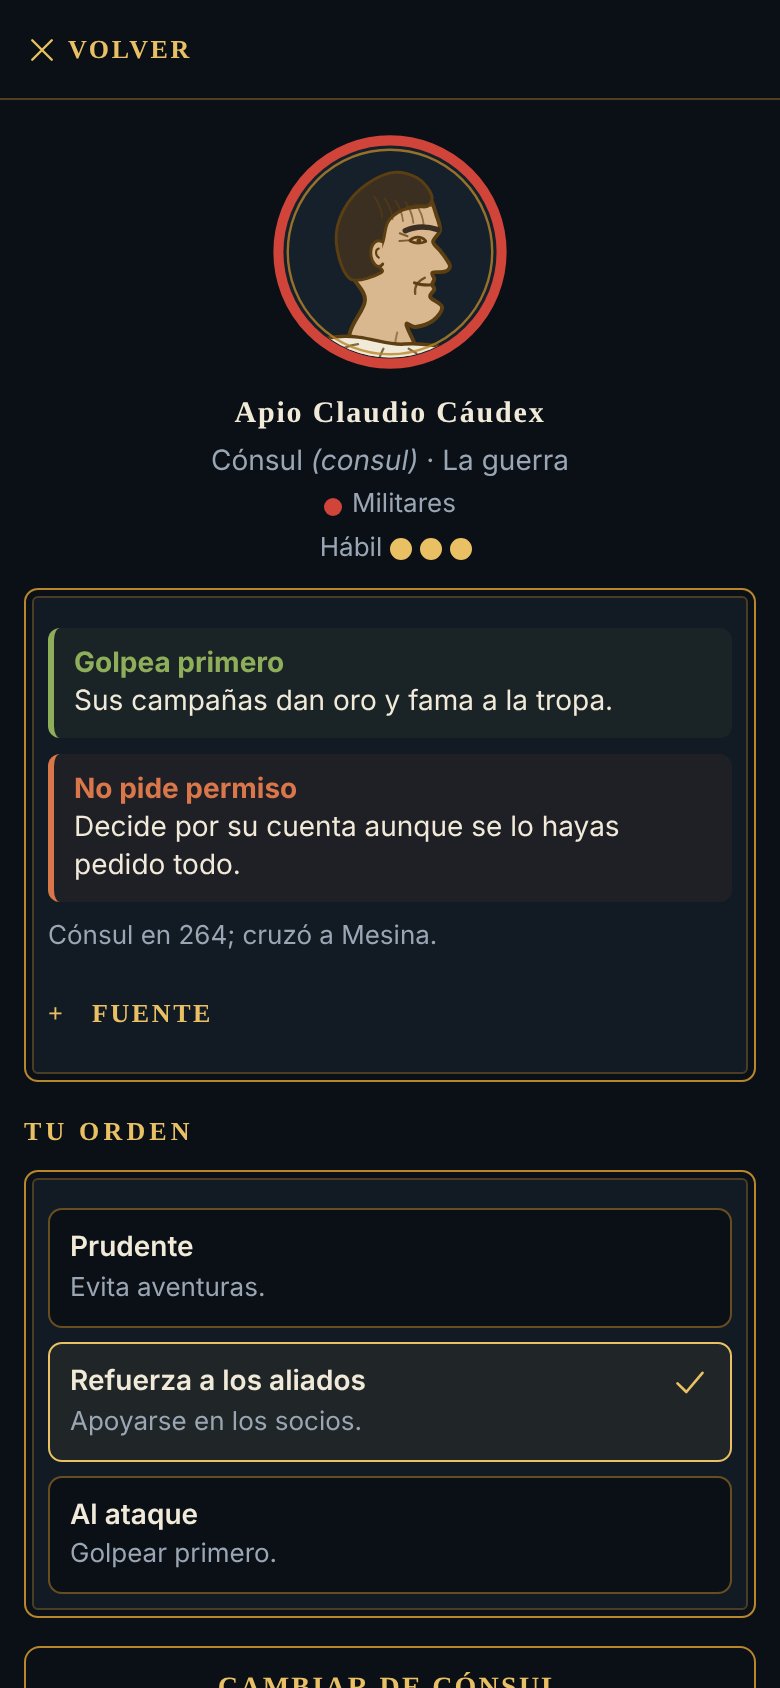 VOLVER
Apio Claudio Cáudex
Cónsul (consul) · La guerra
Militares
Hábil
Golpea primero
Sus campañas dan oro y fama a la tropa.
No pide permiso
Decide por su cuenta aunque se lo hayas
pedido todo.
Cónsul en 264; cruzó a Mesina.
+ FUENTE
TU ORDEN
Prudente
Evita aventuras.
Refuerza a los aliados
Apoyarse en los socios.
Al ataque
Golpear primero.
CAMBIAR DE CÓNSUL